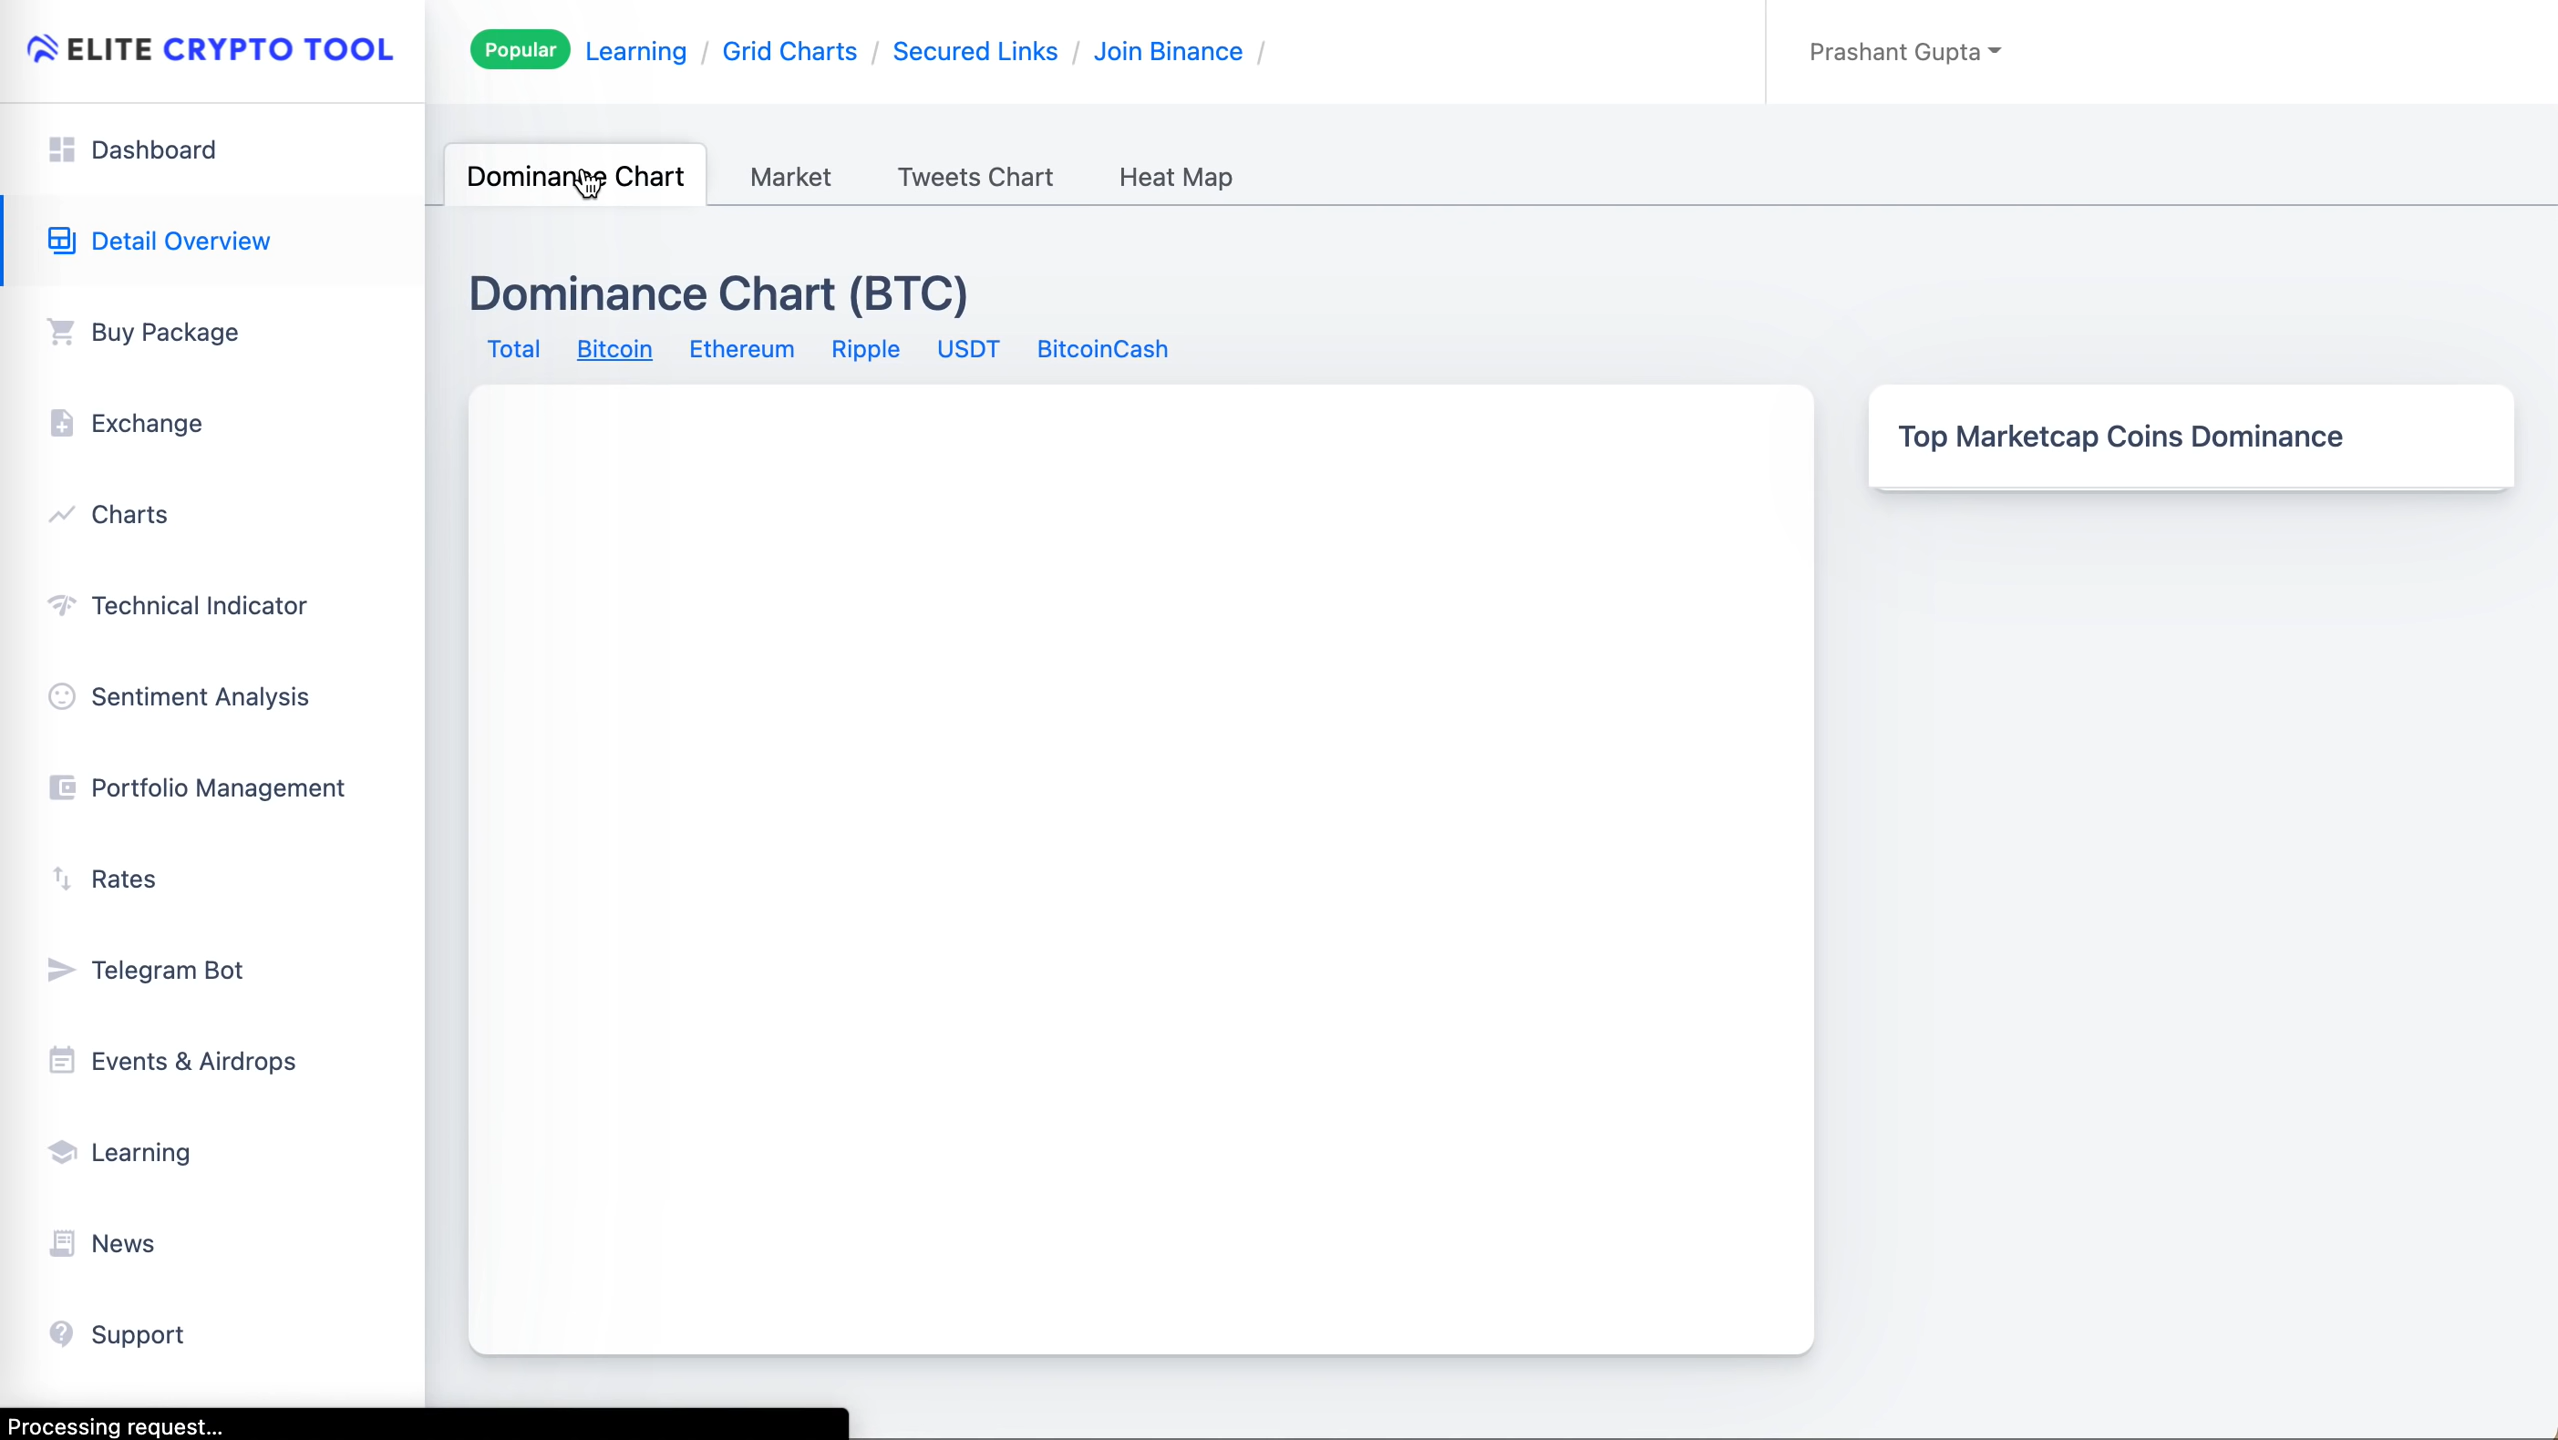 ELITE CRYPTO TOOL
Popular Learning / Grid Charts / Secured Links / Join Binance /
Prashant Gupta
Dashboard
Detail Overview
Buy Package
Exchange
Charts
Technical Indicator
Sentiment Analysis
Portfolio Management
Rates
Telegram Bot
Events & Airdrops
Learning
News
Support
Dominance Chart Market Tweets Chart Heat Map
Dominance Chart (BTC)
Total Bitcoin Ethereum Ripple USDT BitcoinCash
Top Marketcap Coins Dominance
Processing request...